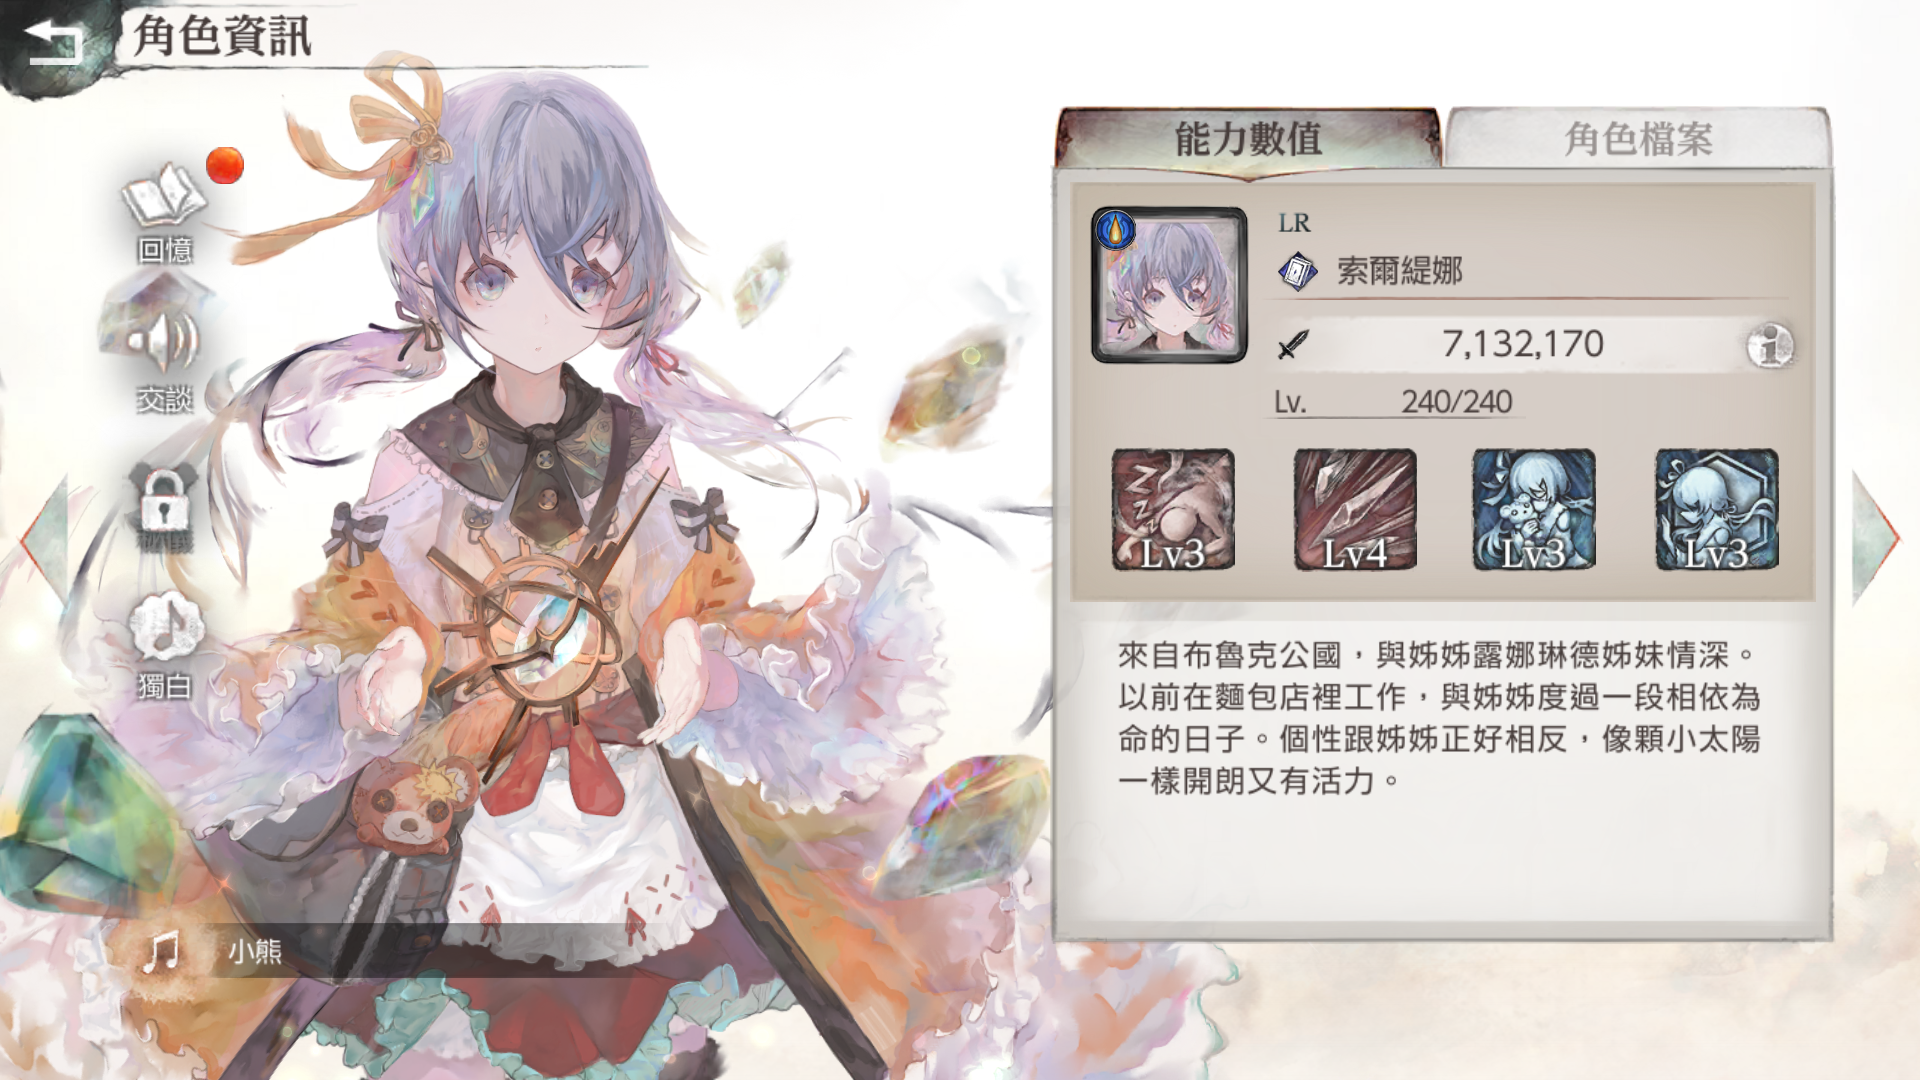 角色資訊
回憶
交談
獨白
小熊
能力數值
角色檔案
LR
索爾緹娜
7,132,170
Lv. 240/240
Lv3
Lv4
Lv3
Lv3
來自布魯克公國，與姊姊露娜琳德姊妹情深。
以前在麵包店裡工作，與姊姊度過一段相依為
命的日子。個性跟姊姊正好相反，像顆小太陽
一樣開朗又有活力。